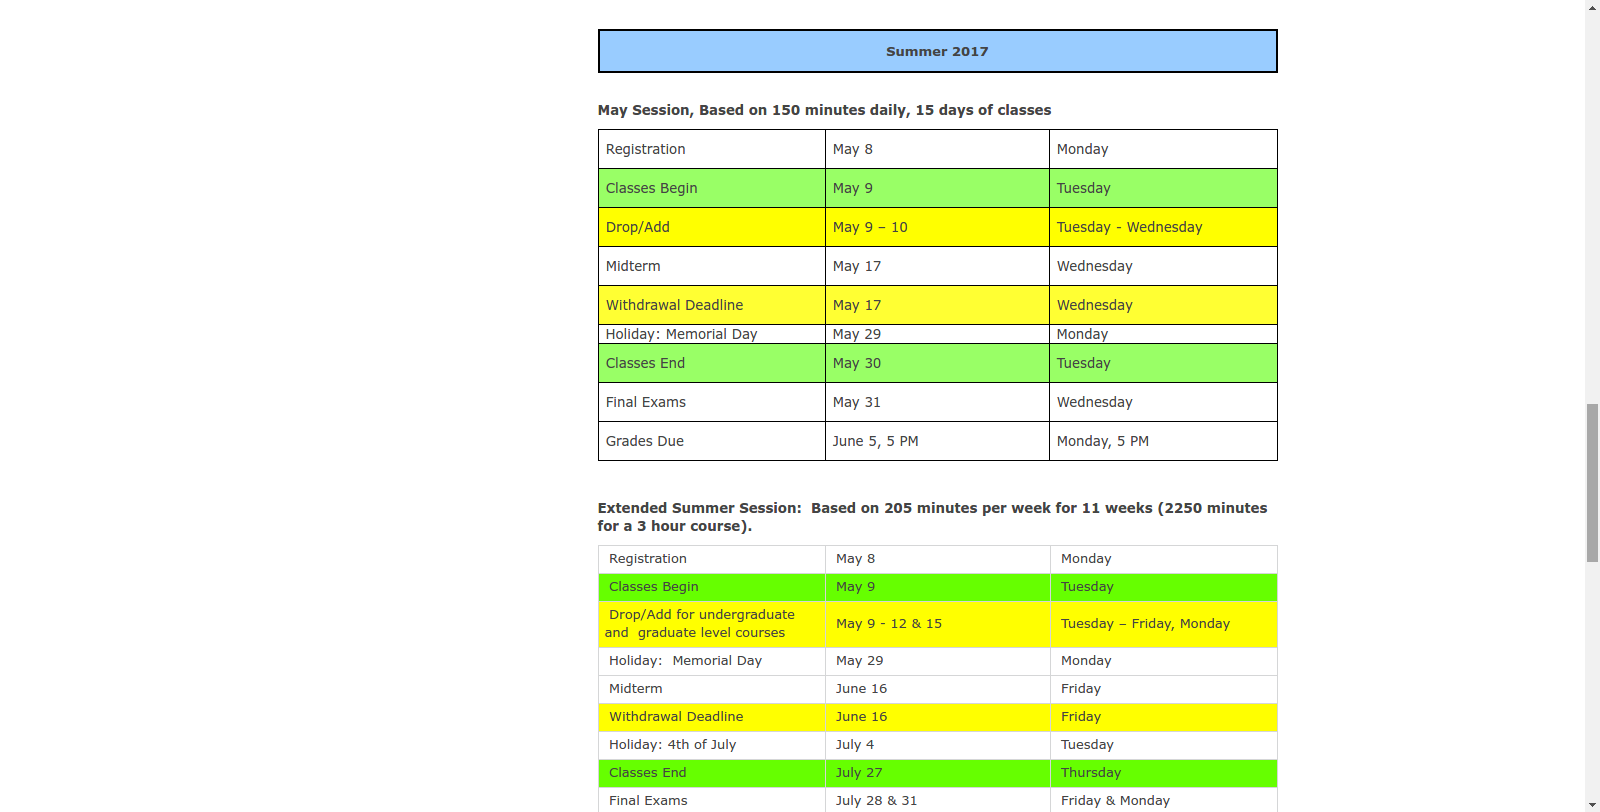 Summer 2017
May Session, Based on 150 minutes daily, 15 days of classes
Registration May 8 Monday
Classes Begin May 9 Tuesday
Drop/Add May 9 – 10 Tuesday - Wednesday
Midterm May 17 Wednesday
Withdrawal Deadline May 17 Wednesday
Holiday: Memorial Day May 29 Monday
Classes End May 30 Tuesday
Final Exams May 31 Wednesday
Grades Due June 5, 5 PM Monday, 5 PM
Extended Summer Session:  Based on 205 minutes per week for 11 weeks (2250 minutes
for a 3 hour course).
Registration May 8 Monday
Classes Begin May 9 Tuesday
Drop/Add for undergraduate
and  graduate level courses May 9 - 12 & 15 Tuesday – Friday, Monday
Holiday:  Memorial Day May 29 Monday
Midterm June 16 Friday
Withdrawal Deadline June 16 Friday
Holiday: 4th of July July 4 Tuesday
Classes End July 27 Thursday
Final Exams July 28 & 31 Friday & Monday